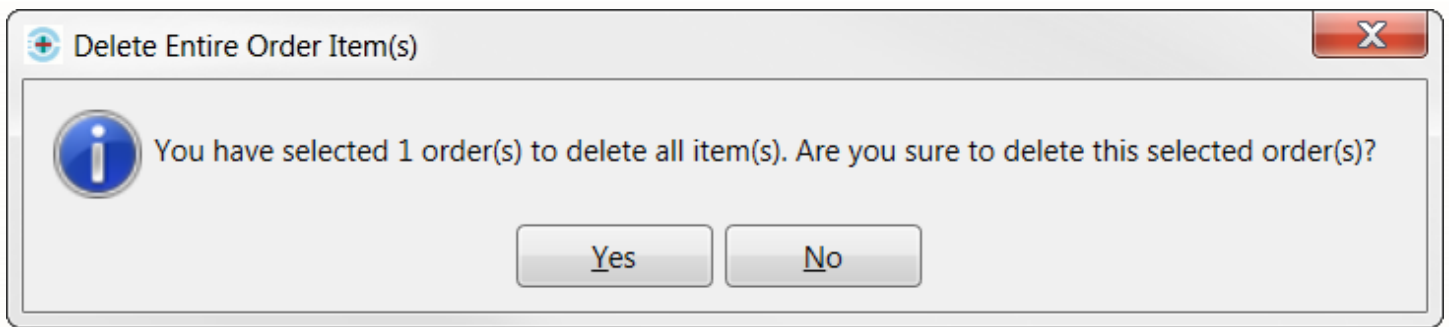 Delete Entire Order Item(s)
You have selected 1 order(s) to delete all item(s). Are you sure to delete this selected order(s)?
Yes
No